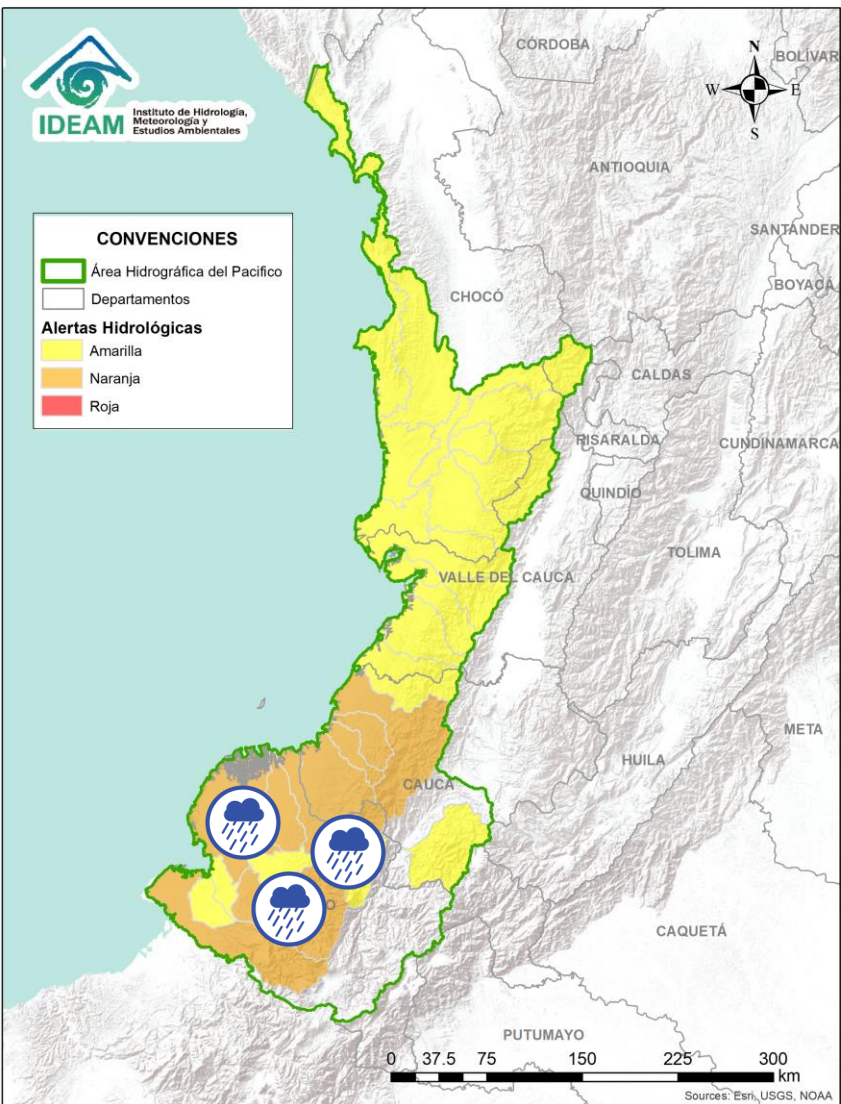 IDEAM
Instituto de Hidrología,
Meteorología y
Estudios Ambientales
CÓRDOBA
N
BOLÍVAR
W
E
S
ANTIOQUIA
CONVENCIONES
Área Hidrográfica del Pacifico
Departamentos
Alertas Hidrológicas
Amarilla
Naranja
Roja
SANTANDER
BOYACÁ
CHOCÓ
CALDAS
RISARALDA
CUNDINAMARCA
QUINDÍO
TOLIMA
VALLE DEL CAUCA
META
HUILA
CAUCA
O
CAQUETÁ
PUTUMAYO
0 37.5 75 150 225 300
km
Sources: Esri, USGS, NOAA